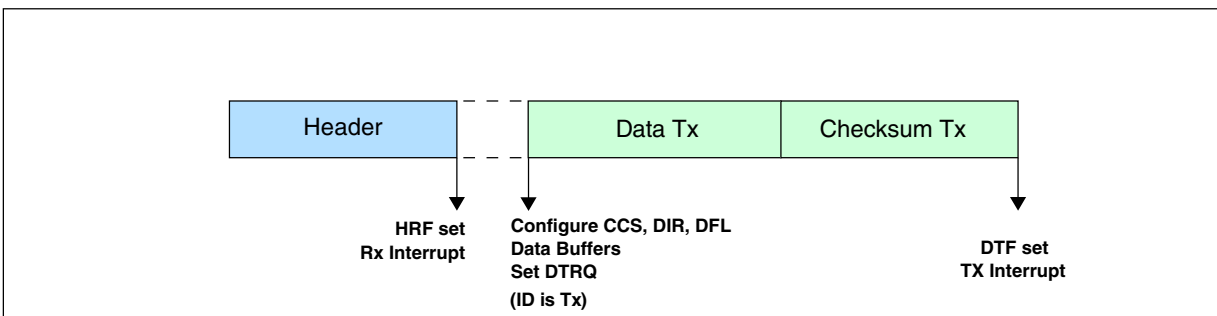 Header
Data Tx
Checksum Tx
HRF set
Rx Interrupt
Configure CCS, DIR, DFL
Data Buffers
Set DTRQ
(ID is Tx)
DTF set
TX Interrupt